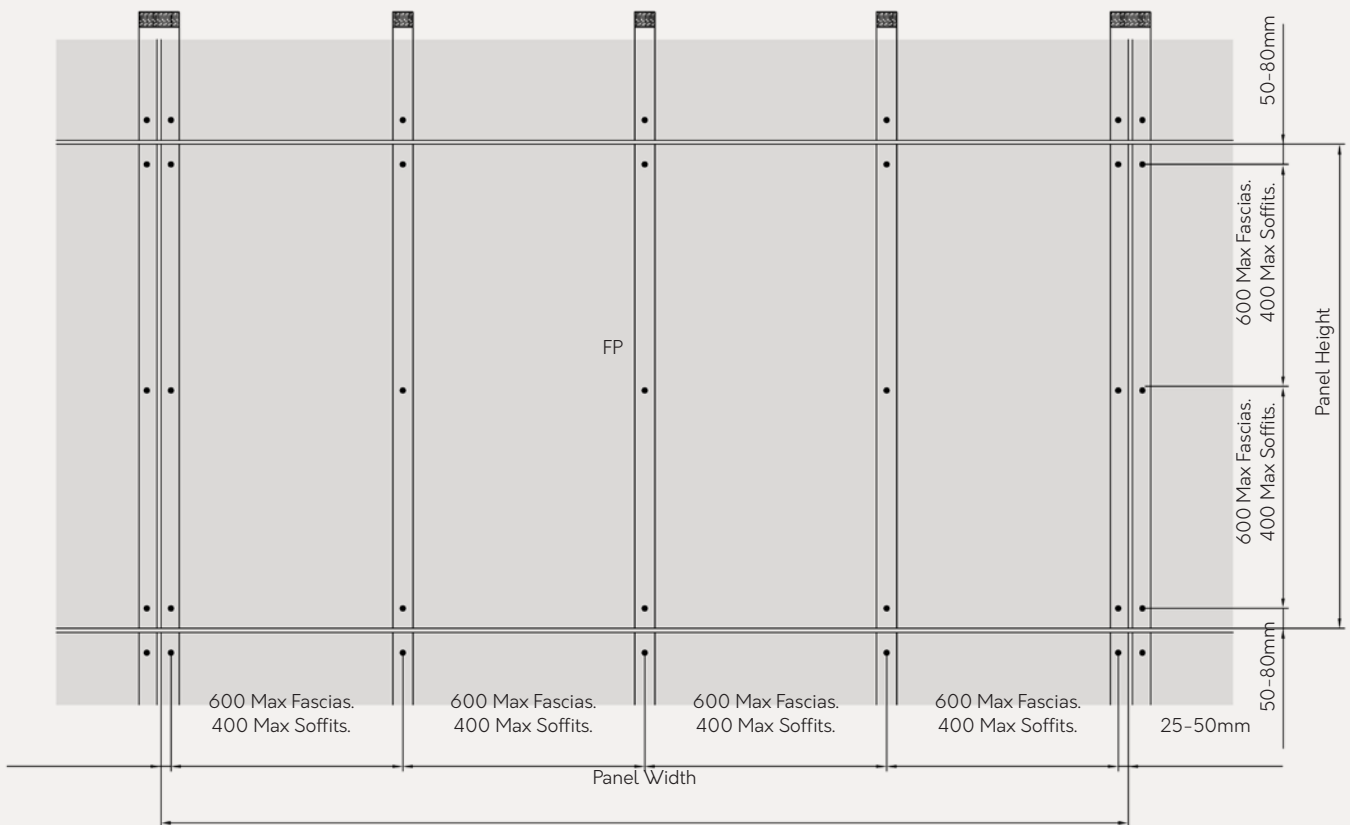 50-80mm
600 Max Fascias.
400 Max Soffits.
Panel Height
FP
600 Max Fascias.
400 Max Soffits.
50-80mm
600 Max Fascias.
400 Max Soffits.
600 Max Fascias.
400 Max Soffits.
600 Max Fascias.
400 Max Soffits.
600 Max Fascias.
400 Max Soffits.
25-50mm
Panel Width